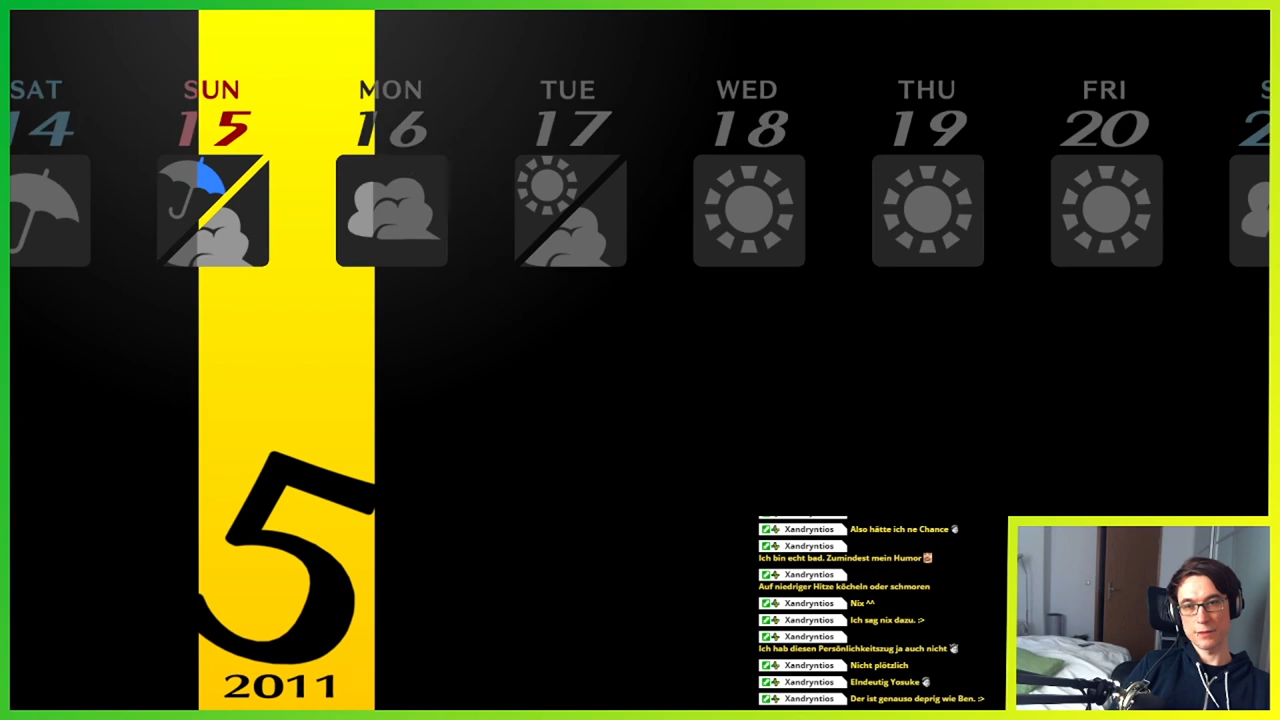 SAT SUN MON TUE WED THU FRI S
14 15 16 17 18 19 20 2
5
2011
Xandryntios Also hätte ich ne Chance
Xandryntios
Ich bin echt bad. Zumindest mein Humor
Xandryntios
Auf niedriger Hitze köcheln oder schmoren
Xandryntios Nix ^^
Xandryntios Ich sag nix dazu. :>
Xandryntios
Ich hab diesen Persönlichkeitszug ja auch nicht
Xandryntios Nicht plötzlich
Xandryntios EIndeutig Yosuke
Xandryntios Der ist genauso deprig wie Ben. :>